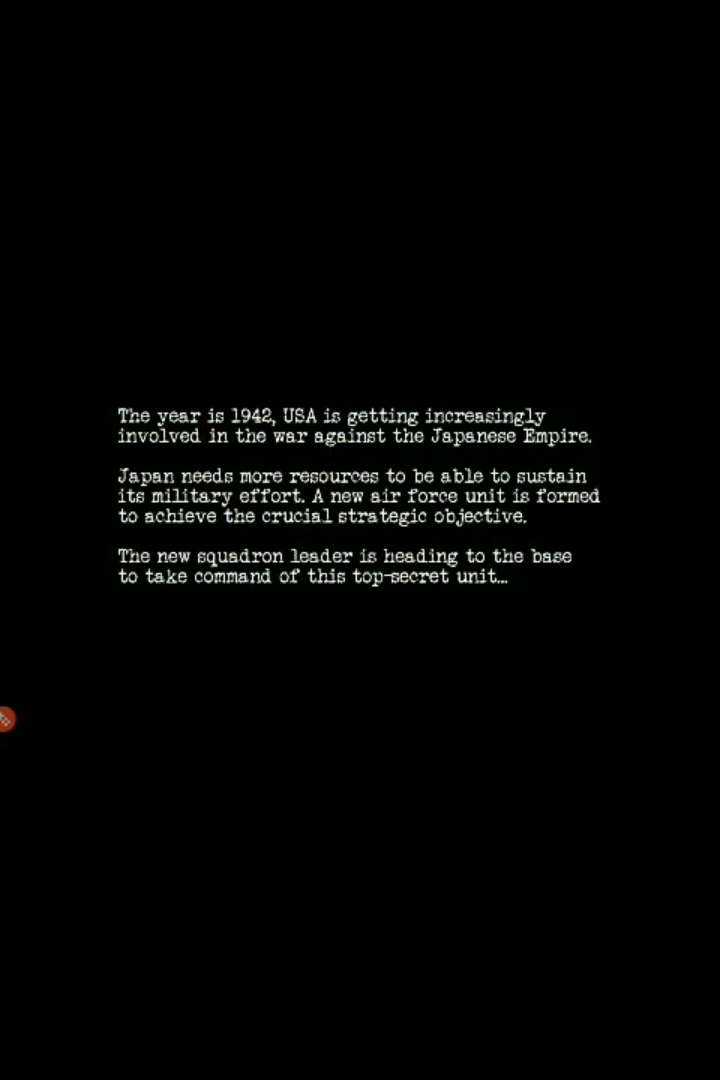 The year is 1942, USA is getting increasingly
involved in the war against the Japanese Empire.
Japan needs more resources to be able to sustain
its military effort. A new air force unit is formed
to achieve the crucial strategic objective.
The new squadron leader is heading to the base
to take command of this top-secret unit...